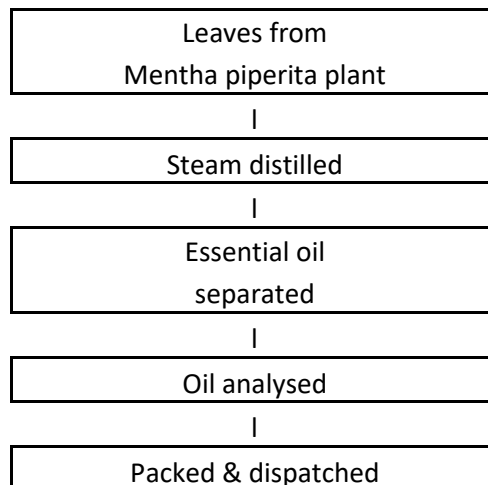 Leaves from
Mentha piperita plant
I
Steam distilled
I
Essential oil
separated
I
Oil analysed
I
Packed & dispatched